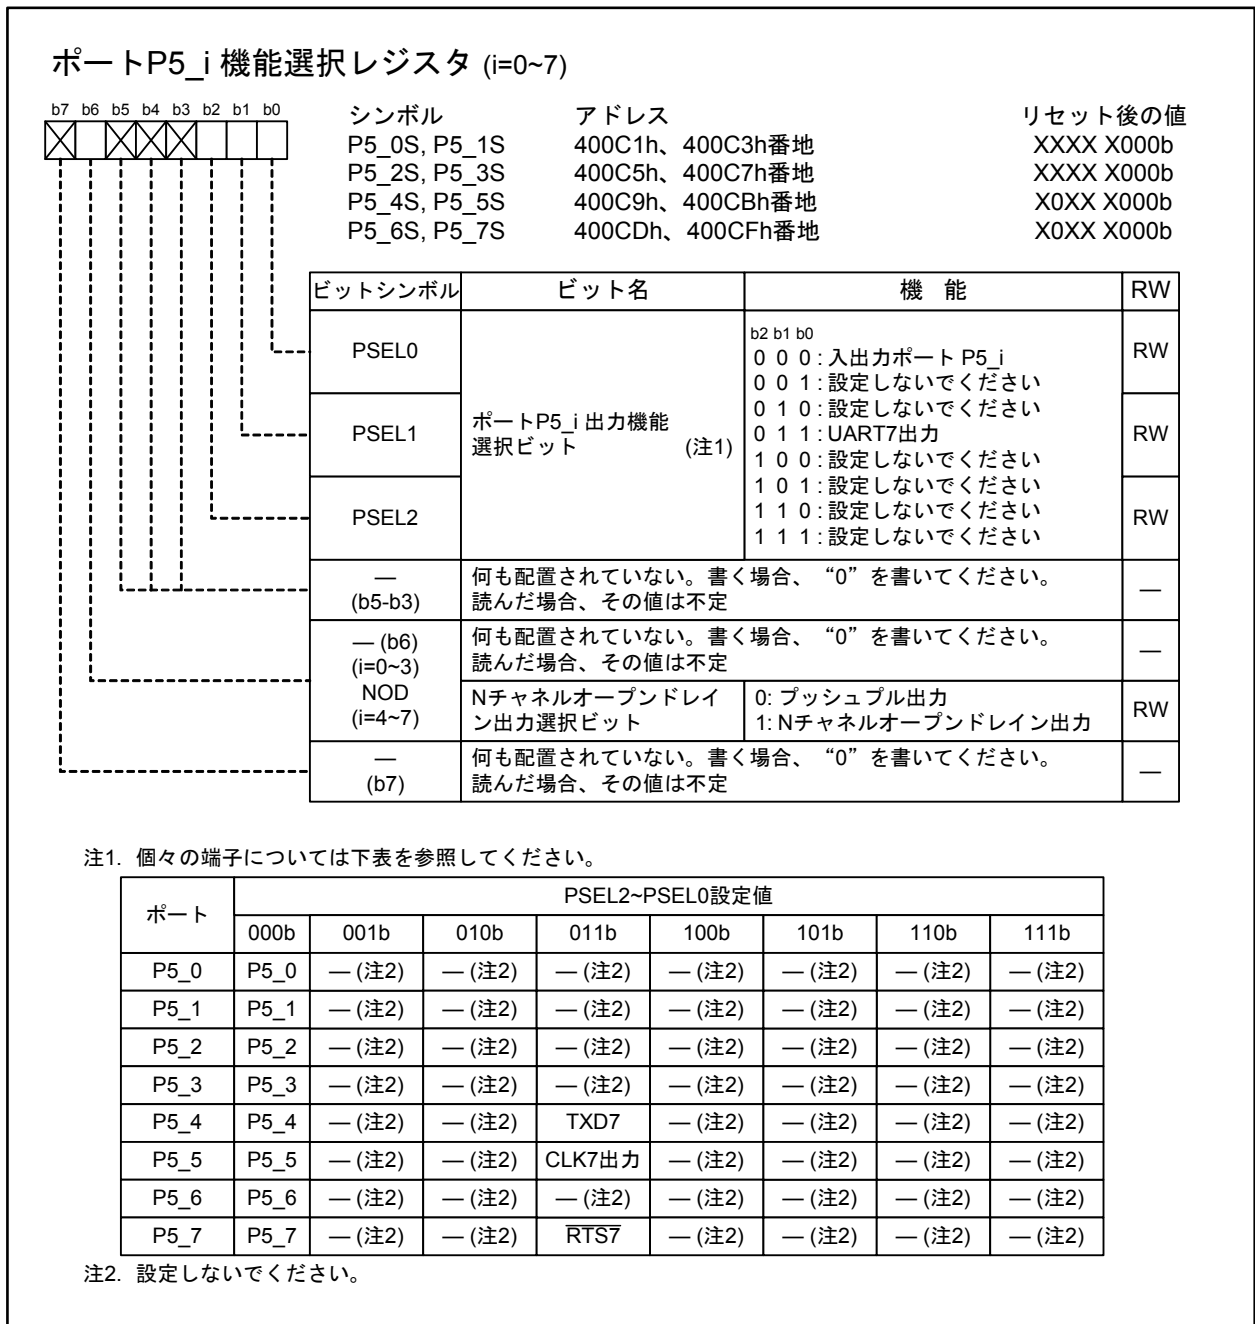 ポートP5_i 機能選択レジスタ (i=0~7)
b7 b6 b5 b4 b3 b2 b1 b0
シンボル アドレス リセット後の値
P5_0S, P5_1S 400C1h、400C3h番地 XXXX X000b
P5_2S, P5_3S 400C5h、400C7h番地 XXXX X000b
P5_4S, P5_5S 400C9h、400CBh番地 X0XX X000b
P5_6S, P5_7S 400CDh、400CFh番地 X0XX X000b
ビットシンボル ビット名 機 能 RW
PSEL0 RW
PSEL1 RW
PSEL2 RW
ポートP5_i 出力機能
選択ビット (注1)
b2 b1 b0
0 0 0 : 入出力ポート P5_i
0 0 1 : 設定しないでください
0 1 0 : 設定しないでください
0 1 1 : UART7出力
1 0 0 : 設定しないでください
1 0 1 : 設定しないでください
1 1 0 : 設定しないでください
1 1 1 : 設定しないでください
—
(b5-b3)
何も配置されていない。書く場合、“0”を書いてください。
読んだ場合、その値は不定
—
— (b6)
(i=0~3)
何も配置されていない。書く場合、“0”を書いてください。
読んだ場合、その値は不定
—
NOD
(i=4~7)
Nチャネルオープンドレイ
ン出力選択ビット
0: プッシュプル出力
1: Nチャネルオープンドレイン出力
RW
—
(b7)
何も配置されていない。書く場合、“0”を書いてください。
読んだ場合、その値は不定
—
注1. 個々の端子については下表を参照してください。
ポート PSEL2~PSEL0設定値
000b 001b 010b 011b 100b 101b 110b 111b
P5_0 P5_0 — (注2) — (注2) — (注2) — (注2) — (注2) — (注2) — (注2)
P5_1 P5_1 — (注2) — (注2) — (注2) — (注2) — (注2) — (注2) — (注2)
P5_2 P5_2 — (注2) — (注2) — (注2) — (注2) — (注2) — (注2) — (注2)
P5_3 P5_3 — (注2) — (注2) — (注2) — (注2) — (注2) — (注2) — (注2)
P5_4 P5_4 — (注2) — (注2) TXD7 — (注2) — (注2) — (注2) — (注2)
P5_5 P5_5 — (注2) — (注2) CLK7出力 — (注2) — (注2) — (注2) — (注2)
P5_6 P5_6 — (注2) — (注2) — (注2) — (注2) — (注2) — (注2) — (注2)
P5_7 P5_7 — (注2) — (注2) R̅T̅S̅7̅ — (注2) — (注2) — (注2) — (注2)
注2. 設定しないでください。